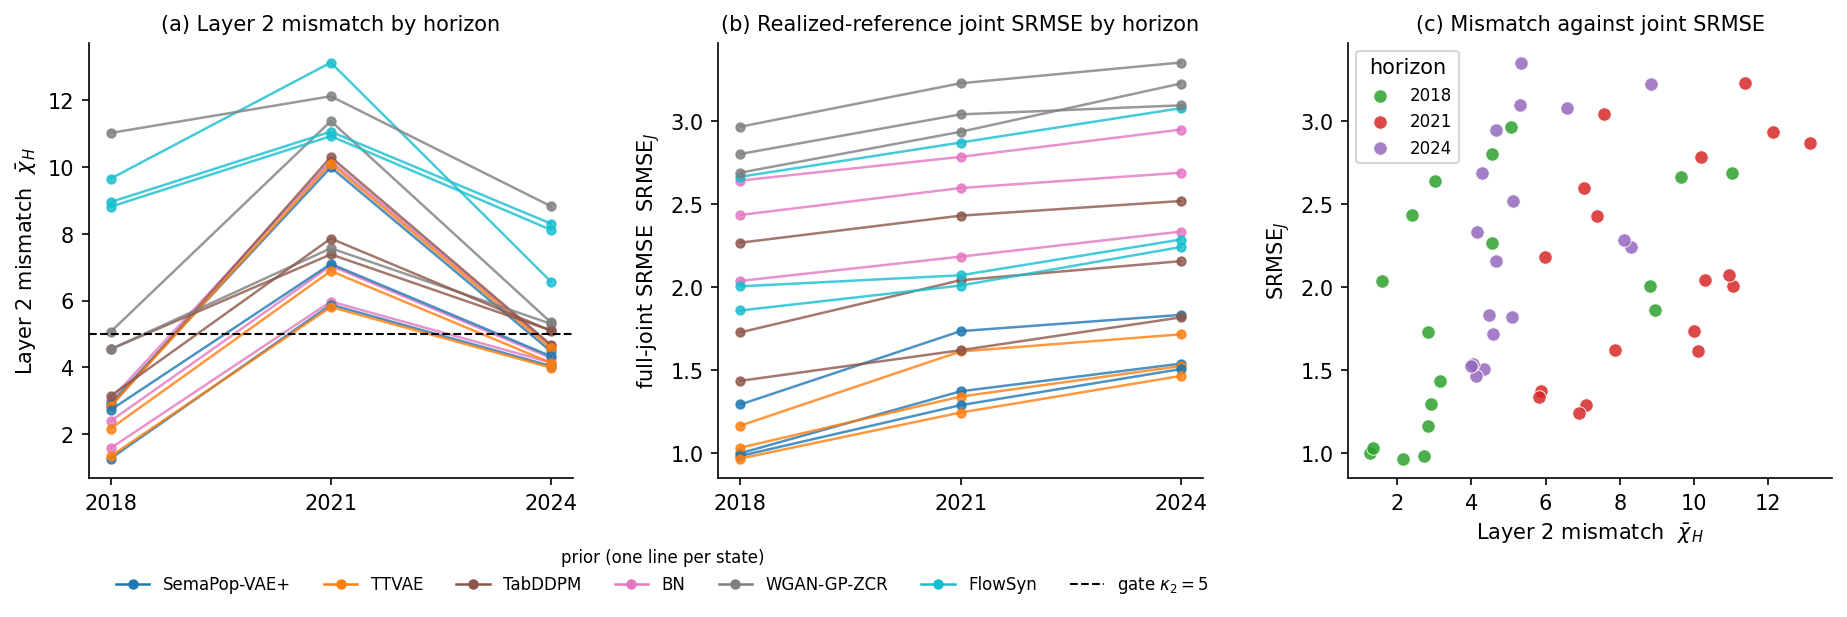 (a) Layer 2 mismatch by horizon
Layer 2 mismatch χ̄_H
12
10
8
6
4
2
2018
2021
2024
(b) Realized-reference joint SRMSE by horizon
full-joint SRMSE SRMSE_J
3.0
2.5
2.0
1.5
1.0
2018
2021
2024
(c) Mismatch against joint SRMSE
horizon
2018
2021
2024
SRMSE_J
3.0
2.5
2.0
1.5
1.0
2
4
6
8
10
12
Layer 2 mismatch χ̄_H
prior (one line per state)
SemaPop-VAE+
TTVAE
TabDDPM
BN
WGAN-GP-ZCR
FlowSyn
gate κ₂ = 5